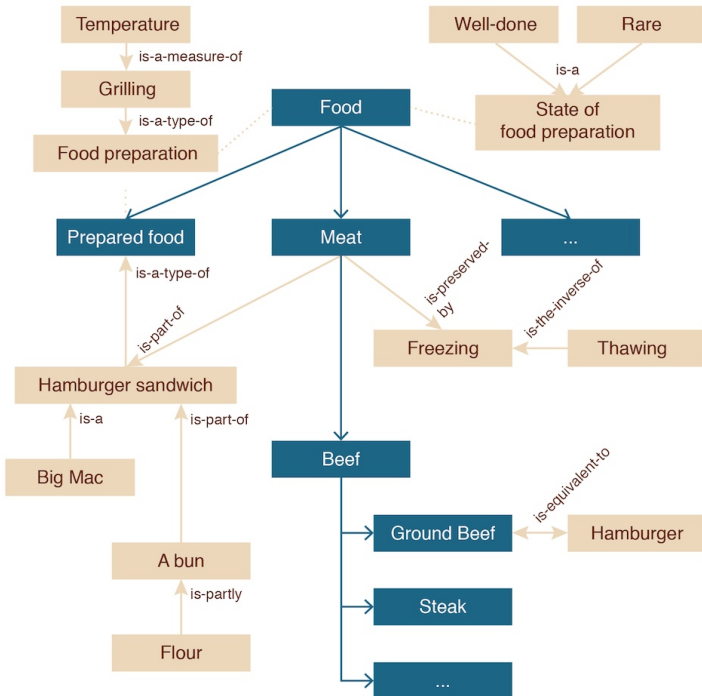 Temperature
Well-done
Rare
is-a-measure-of
is-a
Grilling
Food
State of
food preparation
is-a-type-of
Food preparation
Prepared food
Meat
...
is-a-type-of
is-preserved-
by
is-the-inverse-of
is-part-of
Freezing
Thawing
Hamburger sandwich
is-a
is-part-of
Beef
Big Mac
is-equivalent-to
Ground Beef
Hamburger
A bun
is-partly
Steak
Flour
...